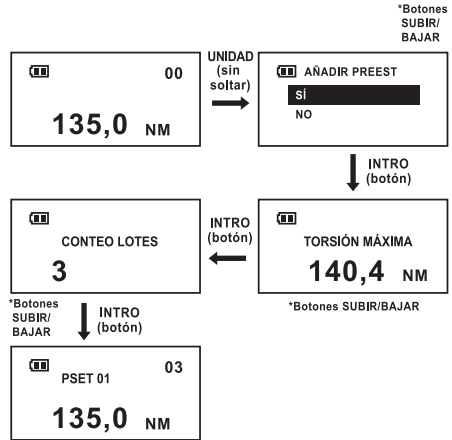 *Botones
SUBIR/
BAJAR
00
135,0 NM
UNIDAD
(sin
soltar)
AÑADIR PREEST
SÍ
NO
INTRO
(botón)
TORSIÓN MÁXIMA
140,4 NM
*Botones SUBIR/BAJAR
INTRO
(botón)
CONTEO LOTES
3
*Botones
SUBIR/
BAJAR
INTRO
(botón)
03
PSET 01
135,0 NM